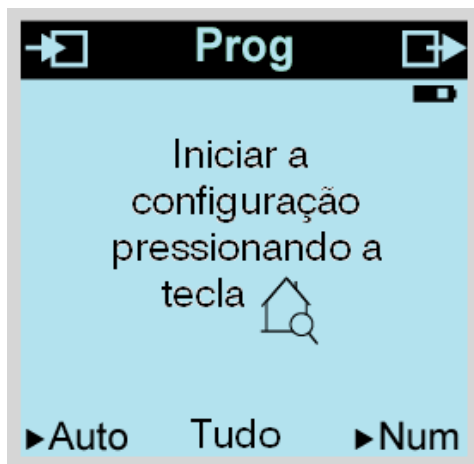 Prog
Iniciar a
configuração
pressionando a
tecla
▸Auto Tudo ▸Num